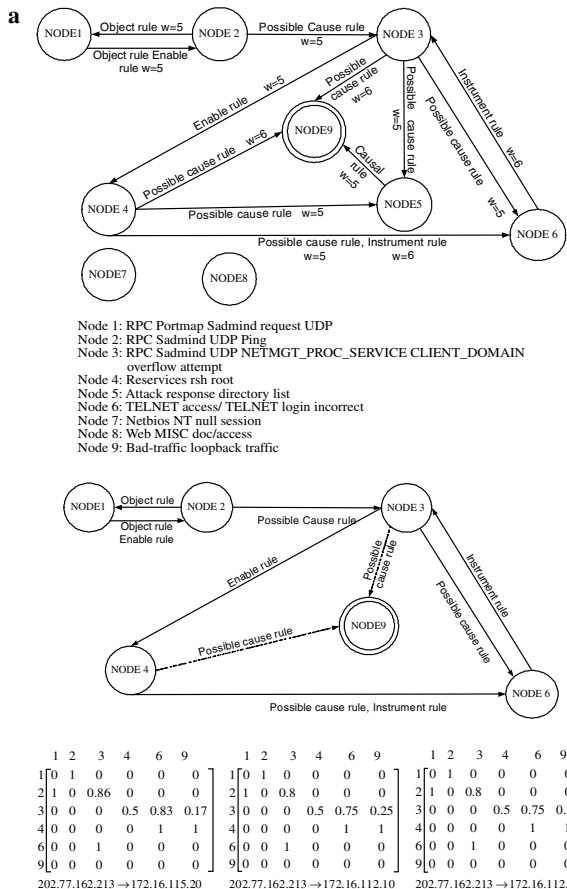 a
NODE1
Object rule w=5
NODE 2
Possible Cause rule
w=5
NODE 3
Object rule Enable
rule w=5
Enable rule
w=5
Possible
cause rule
w=6
Possible cause rule
w=5
Possible cause rule
w=5
Instrument rule
w=6
NODE9
Possible cause rule
w=6
Causal
rule
w=5
NODE 4
Possible cause rule w=5
NODE5
NODE 6
Possible cause rule, Instrument rule
w=5 w=6
NODE7
NODE8
Node 1: RPC Portmap Sadmind request UDP
Node 2: RPC Sadmind UDP Ping
Node 3: RPC Sadmind UDP NETMGT_PROC_SERVICE CLIENT_DOMAIN
overflow attempt
Node 4: Reservices rsh root
Node 5: Attack response directory list
Node 6: TELNET access/ TELNET login incorrect
Node 7: Netbios NT null session
Node 8: Web MISC doc/access
Node 9: Bad-traffic loopback traffic
NODE1
Object rule
NODE 2
Possible Cause rule
NODE 3
Object rule
Enable rule
Enable rule
Possible
cause rule
Possible cause rule
Instrument rule
NODE9
Possible cause rule
NODE 4
NODE 6
Possible cause rule, Instrument rule
1 2 3 4 6 9
1 0 1 0 0 0 0
2 1 0 0.86 0 0 0
3 0 0 0 0.5 0.83 0.17
4 0 0 0 0 1 1
6 0 0 1 0 0 0
9 0 0 0 0 0 0
202.77.162.213 → 172.16.115.20
1 2 3 4 6 9
1 0 1 0 0 0 0
2 1 0 0.8 0 0 0
3 0 0 0 0.5 0.75 0.25
4 0 0 0 0 1 1
6 0 0 1 0 0 0
9 0 0 0 0 0 0
202.77.162.213 → 172.16.112.10
1 2 3 4 6 9
1 0 1 0 0 0
2 1 0 0.8 0 0
3 0 0 0 0.5 0.75
4 0 0 0 0 1
6 0 0 1 0 0
9 0 0 0 0 0
202.77.162.213 → 172.16.112.